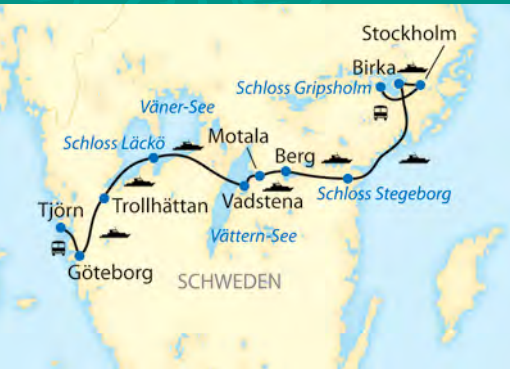 Stockholm
Birka
Schloss Gripsholm
Väner-See
Schloss Läckö
Motala
Berg
Schloss Stegeborg
Tjörn
Trollhättan
Vadstena
Vättern-See
Göteborg
SCHWEDEN